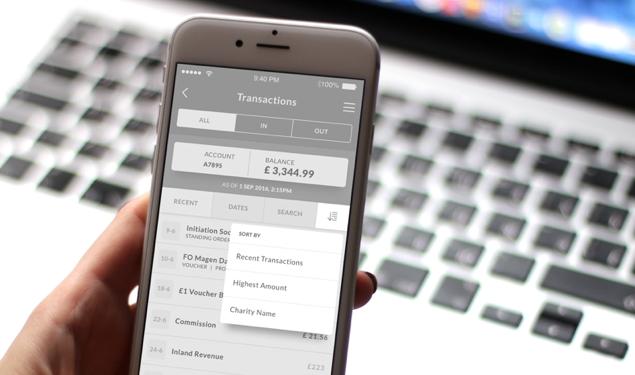 9:40 PM
100%
Transactions
ALL IN OUT
ACCOUNT BALANCE
A7895 £ 3,344.99
AS OF 1 SEP 2016, 2:15PM
RECENT DATES SEARCH
SORT BY
Recent Transactions
Highest Amount
Charity Name
9-6 Initiation Soc
STANDING ORDER
10-6 FO Magen Da
VOUCHER | PRO
18-6 £1 Voucher B
22-6 Commission £ 21.56
24-6 Inland Revenue £223